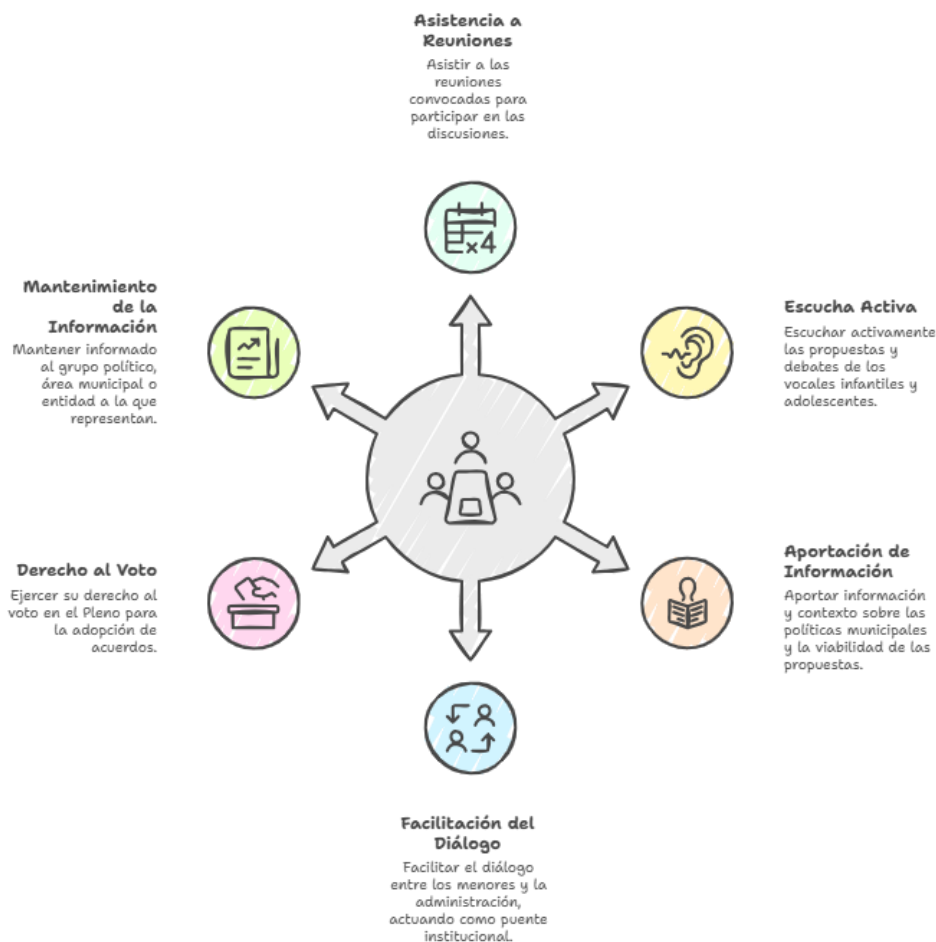 Asistencia a
Reuniones
Asistir a las
reuniones
convocadas para
participar en las
discusiones.
x4
Mantenimiento
de la
Información
Mantener informado
al grupo político,
área municipal o
entidad a la que
representan.
Escucha Activa
Escuchar activamente
las propuestas y
debates de los
vocales infantiles y
adolescentes.
Derecho al Voto
Ejercer su derecho al
voto en el Pleno para
la adopción de
acuerdos.
Aportación de
Información
Aportar información
y contexto sobre las
políticas municipales
y la viabilidad de las
propuestas.
Facilitación del
Diálogo
Facilitar el diálogo
entre los menores y la
administración,
actuando como puente
institucional.